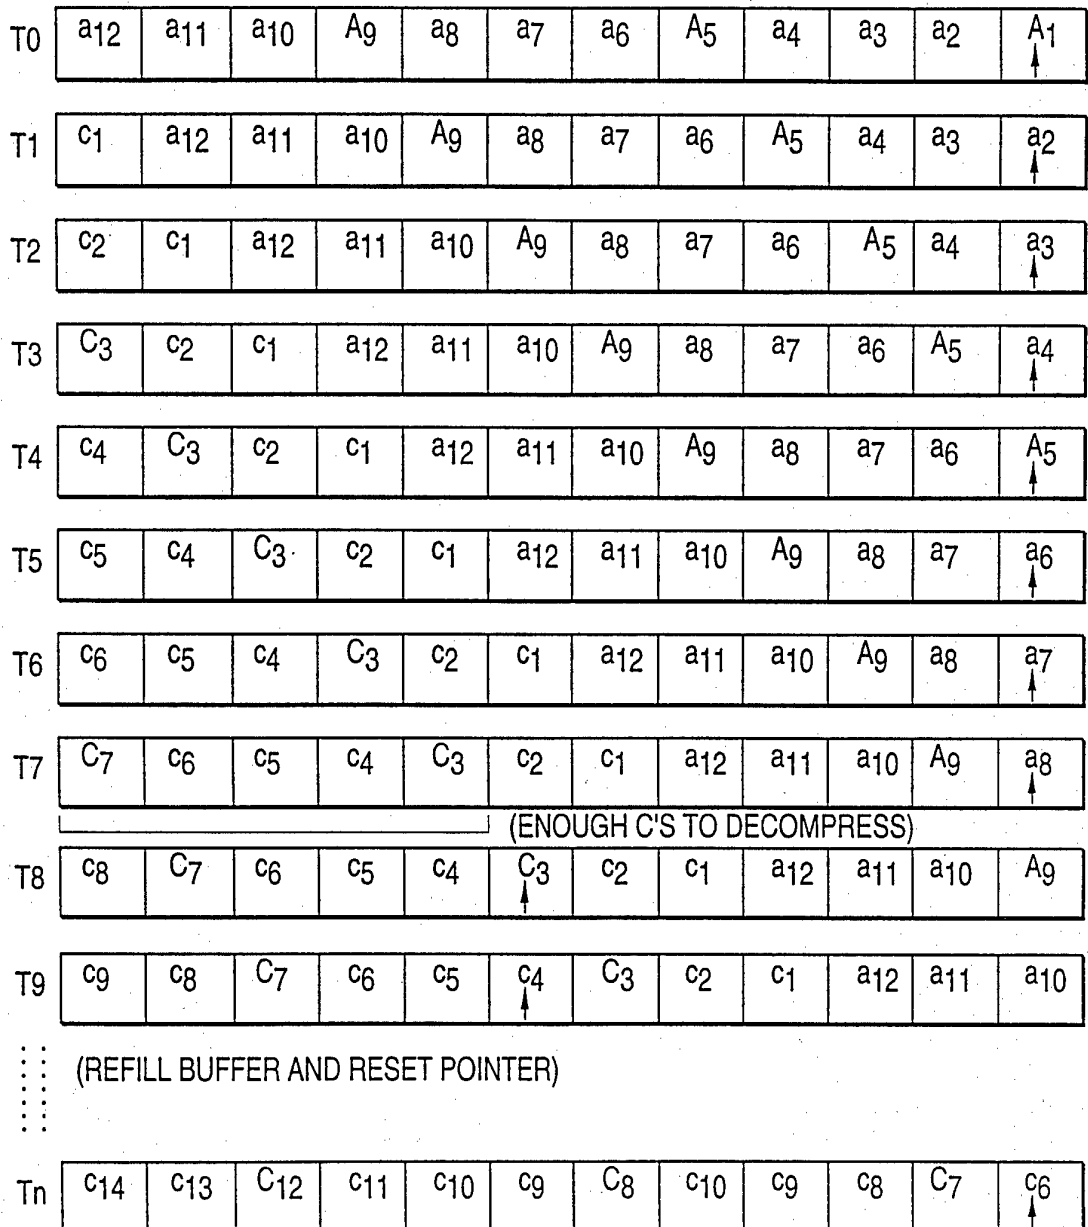 T0 a12 a11 a10 A9 a8 a7 a6 A5 a4 a3 a2 A1
T1 c1 a12 a11 a10 A9 a8 a7 a6 A5 a4 a3 a2
T2 c2 c1 a12 a11 a10 A9 a8 a7 a6 A5 a4 a3
T3 C3 c2 c1 a12 a11 a10 A9 a8 a7 a6 A5 a4
T4 c4 C3 c2 c1 a12 a11 a10 A9 a8 a7 a6 A5
T5 c5 c4 C3 c2 c1 a12 a11 a10 A9 a8 a7 a6
T6 c6 c5 c4 C3 c2 c1 a12 a11 a10 A9 a8 a7
T7 C7 c6 c5 c4 C3 c2 c1 a12 a11 a10 A9 a8
(ENOUGH C'S TO DECOMPRESS)
T8 c8 C7 c6 c5 c4 C3 c2 c1 a12 a11 a10 A9
T9 c9 c8 C7 c6 c5 c4 C3 c2 c1 a12 a11 a10
(REFILL BUFFER AND RESET POINTER)
Tn c14 c13 C12 c11 c10 c9 C8 c10 c9 c8 C7 c6